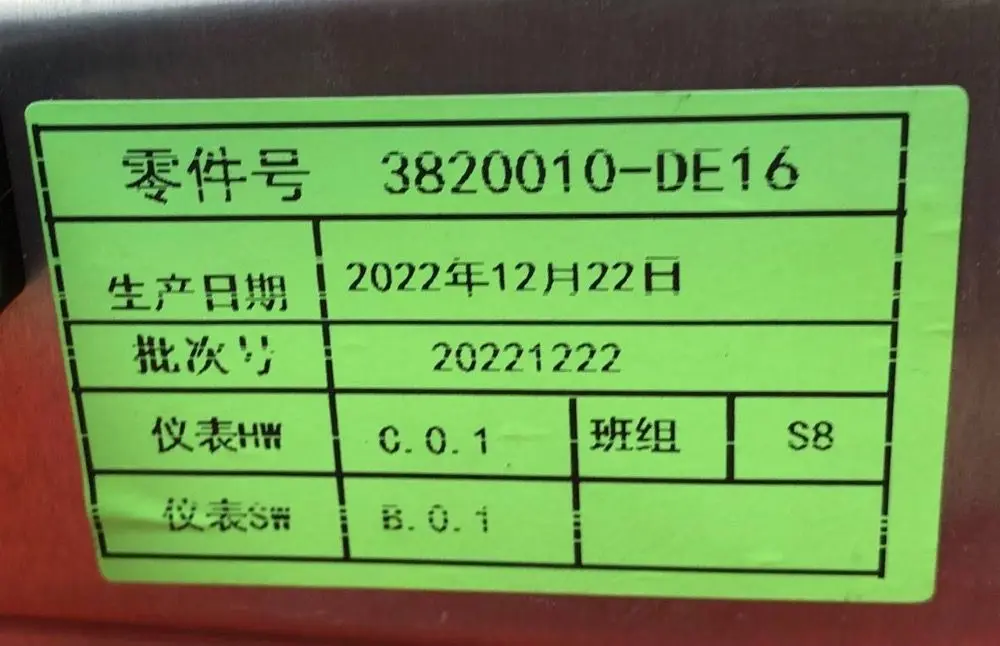 零件号 3820010-DE16
生产日期 2022年12月22日
批次号 20221222
仪表HW C.0.1 班组 S8
仪表SW B.0.1